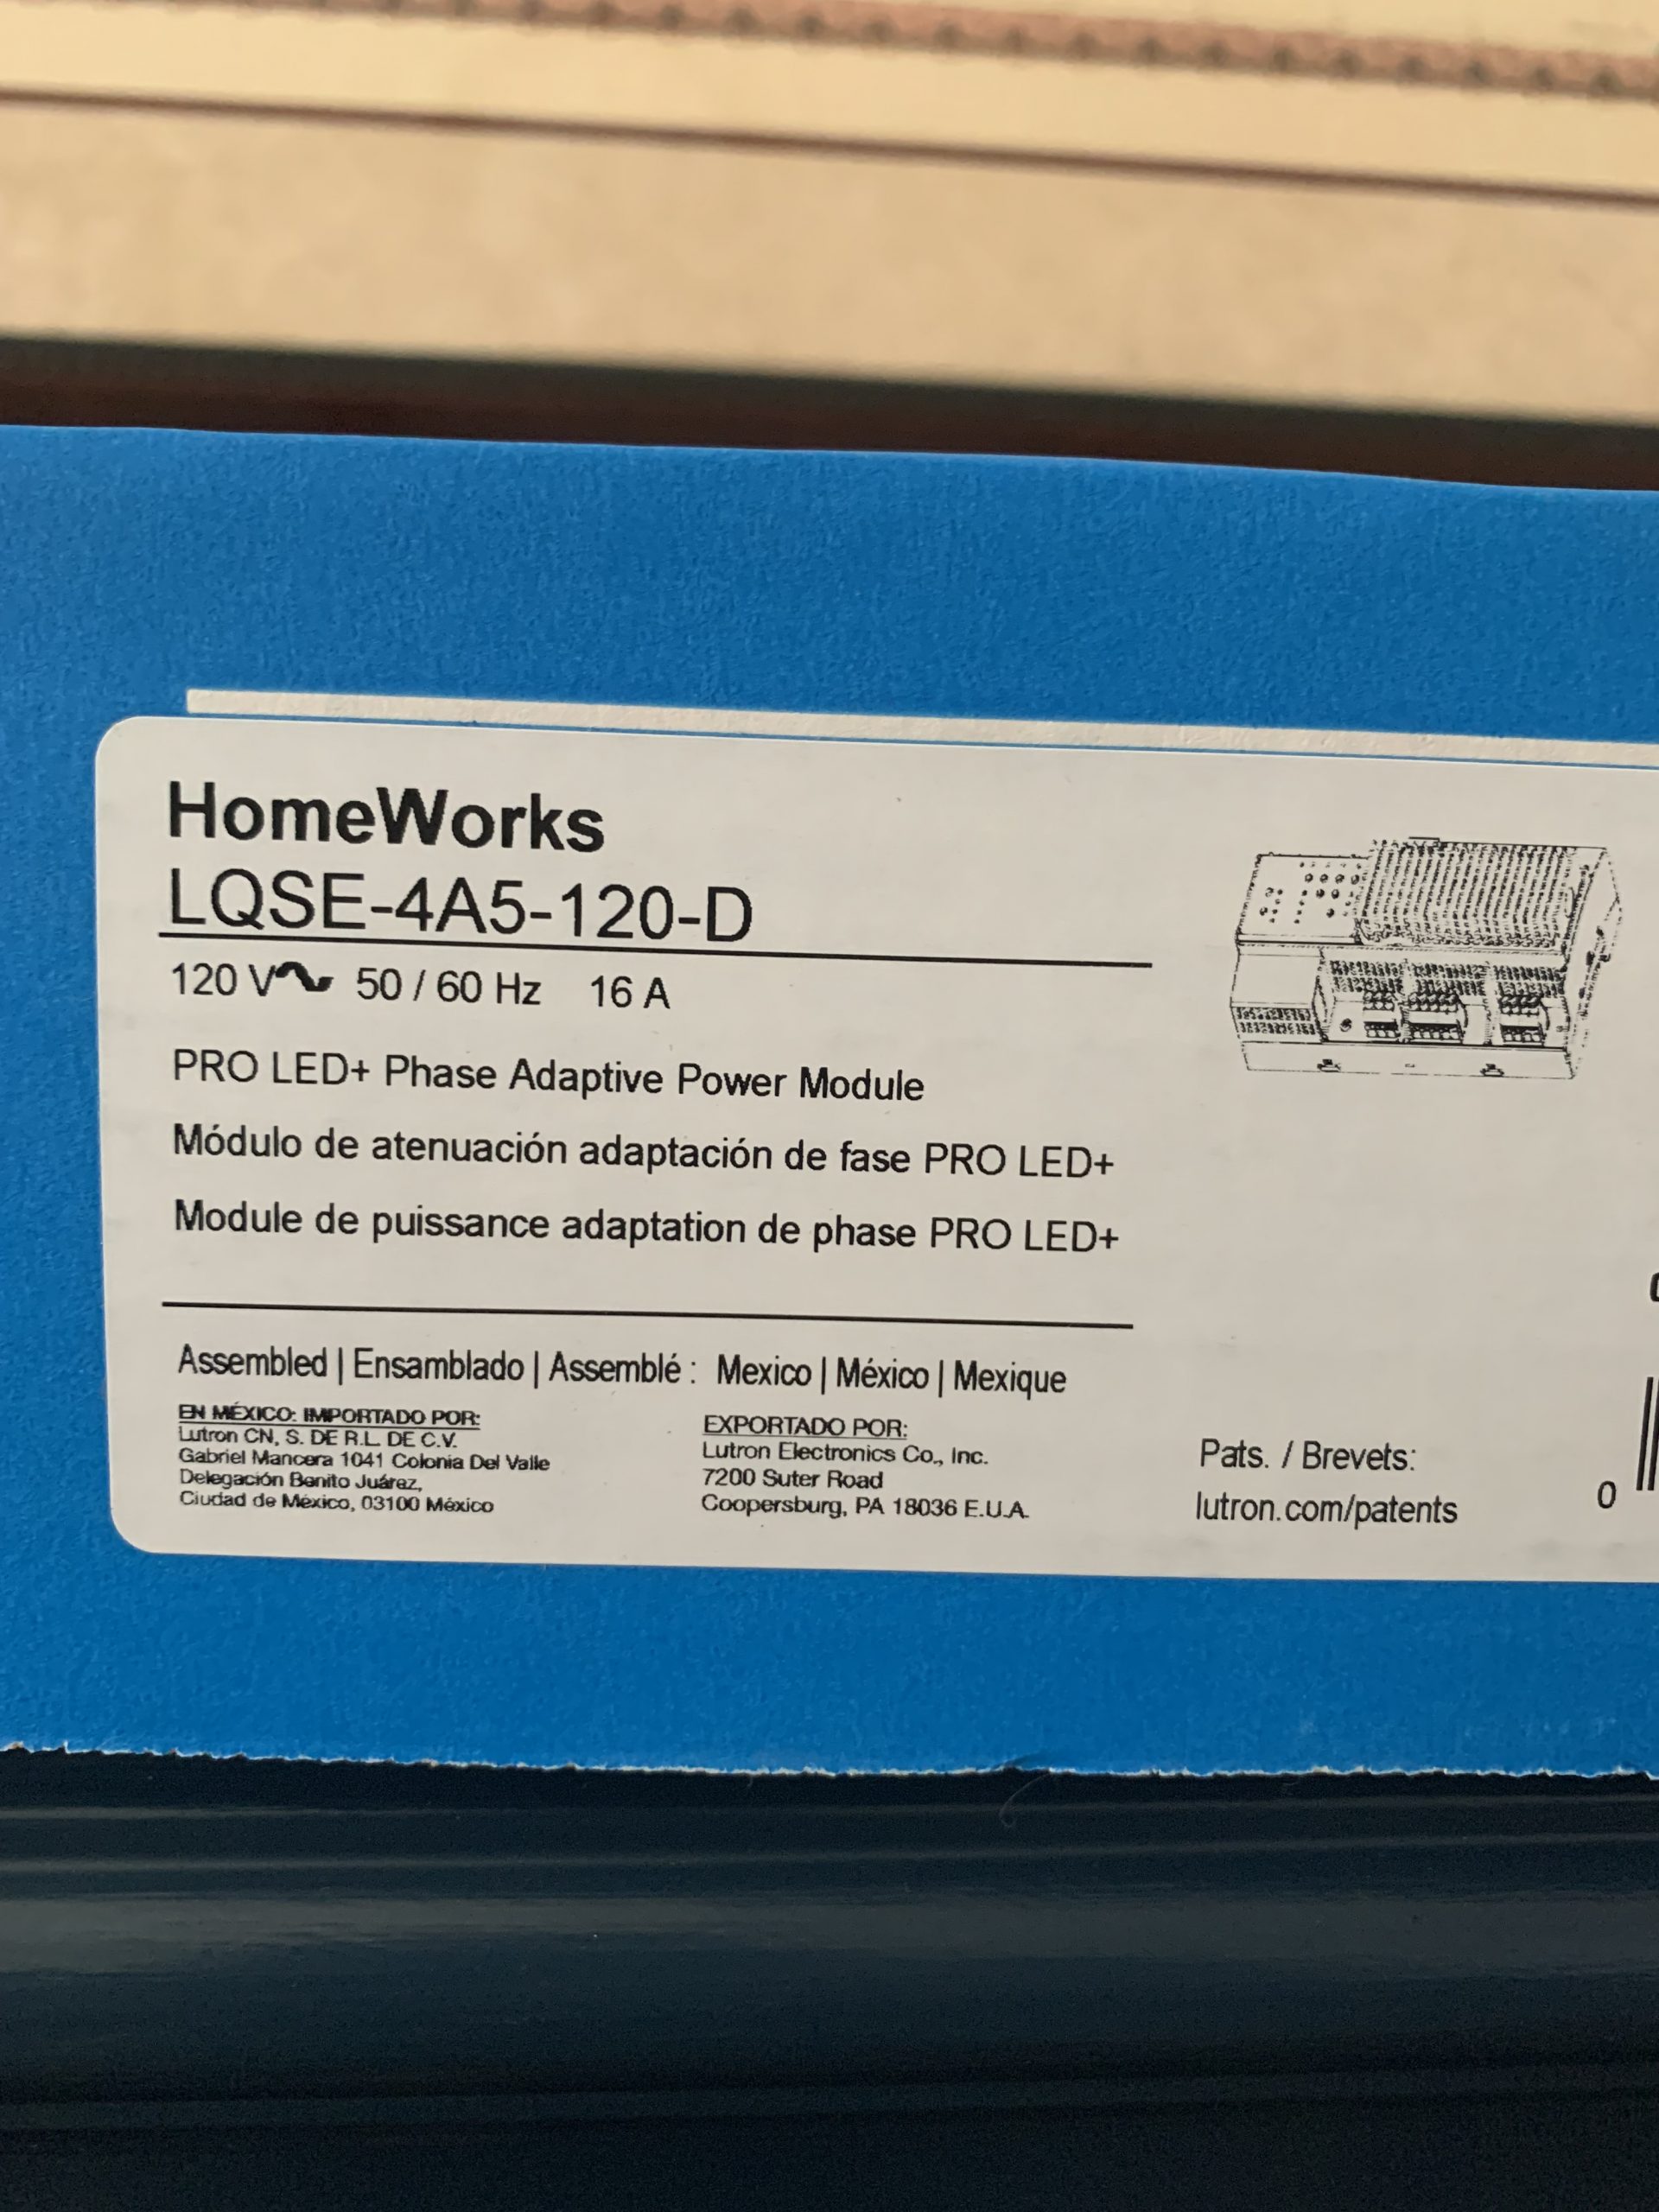 HomeWorks
LQSE-4A5-120-D
120 V 50 / 60 Hz 16 A
PRO LED+ Phase Adaptive Power Module
Módulo de atenuación adaptación de fase PRO LED+
Module de puissance adaptation de phase PRO LED+
Assembled | Ensamblado | Assemblé : Mexico | México | Mexique
EN MÉXICO: IMPORTADO POR:
Lutron CN, S. DE R.L. DE C.V.
Gabriel Mancera 1041 Colonia Del Valle
Delegación Benito Juárez,
Ciudad de México, 03100 México
EXPORTADO POR:
Lutron Electronics Co., Inc.
7200 Suter Road
Coopersburg, PA 18036 E.U.A.
Pats. / Brevets:
lutron.com/patents
0